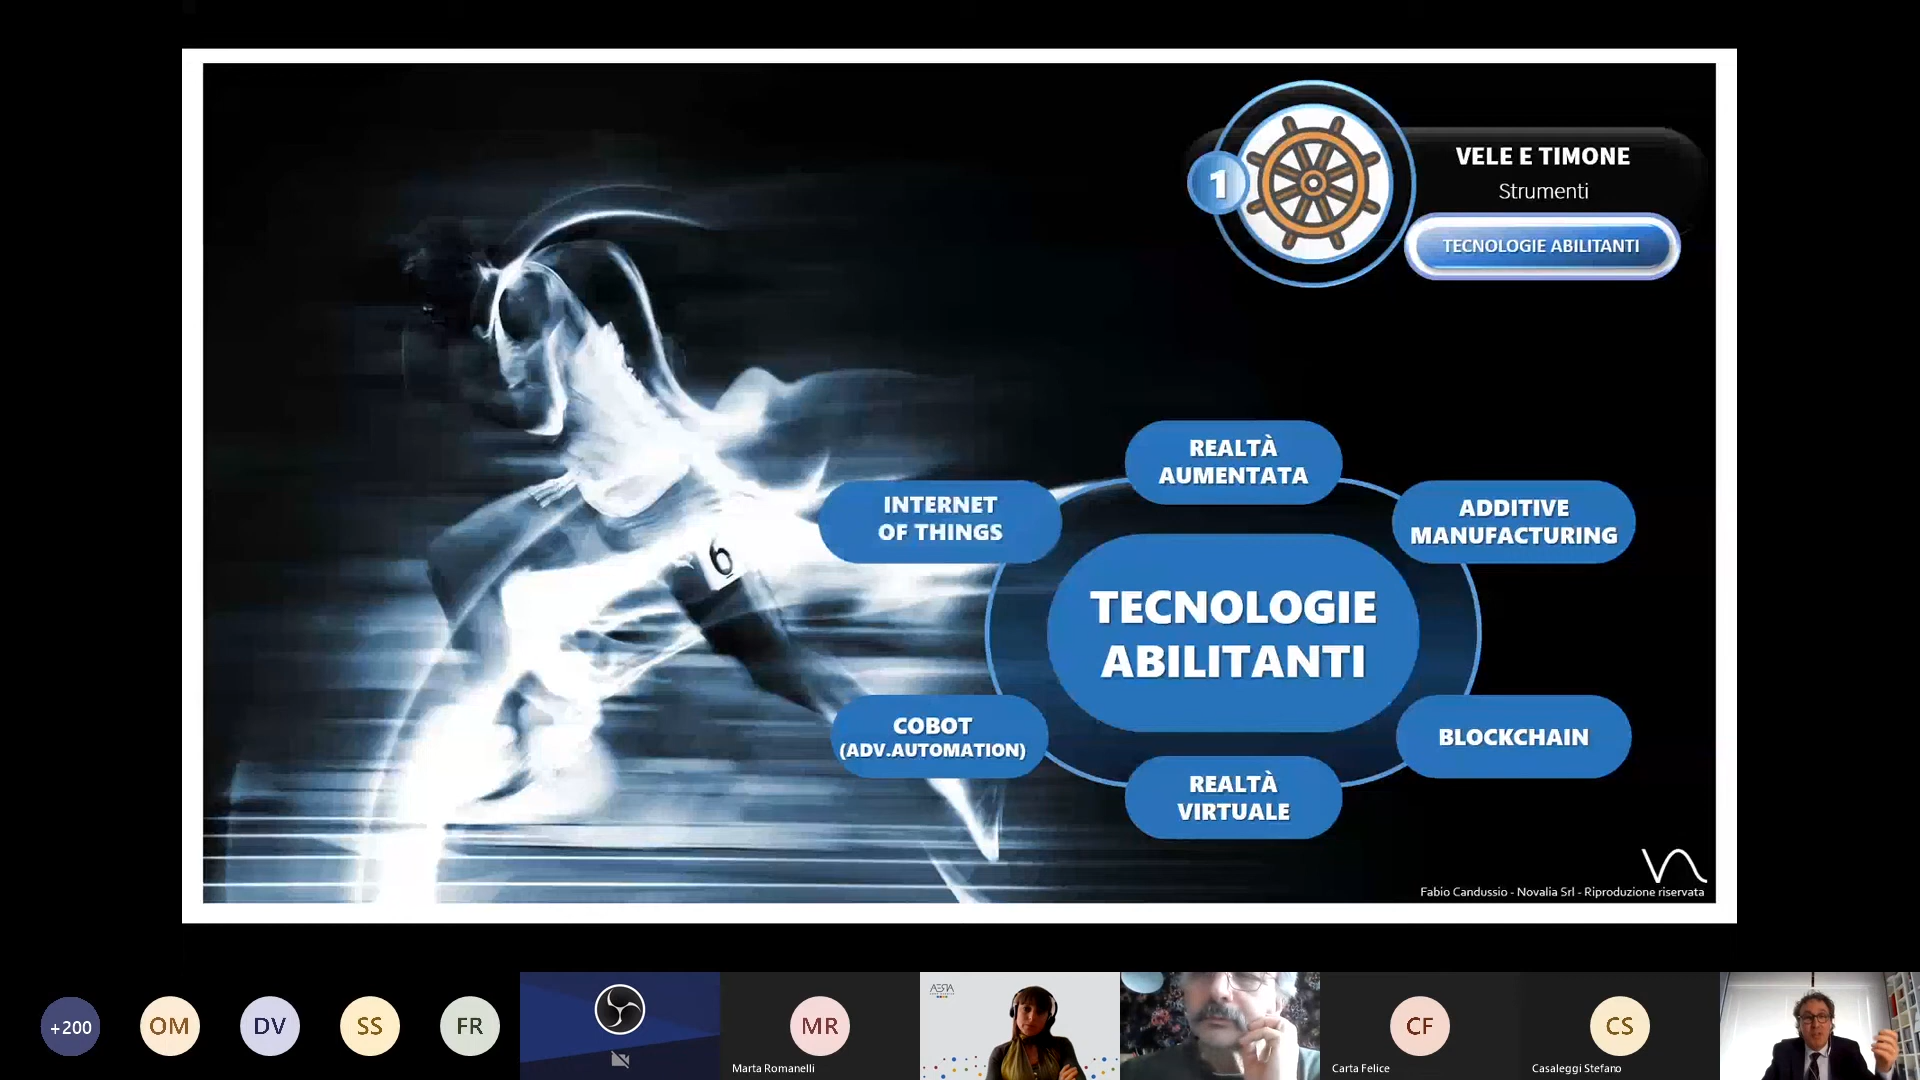 1
VELE E TIMONE
Strumenti
TECNOLOGIE ABILITANTI
6
REALTÀ
AUMENTATA
INTERNET
OF THINGS
ADDITIVE
MANUFACTURING
TECNOLOGIE
ABILITANTI
COBOT
(ADV.AUTOMATION)
BLOCKCHAIN
REALTÀ
VIRTUALE
Fabio Candussio - Novalia Srl - Riproduzione riservata
+200
OM
DV
SS
FR
MR
Marta Romanelli
CF
Carta Felice
CS
Casaleggi Stefano